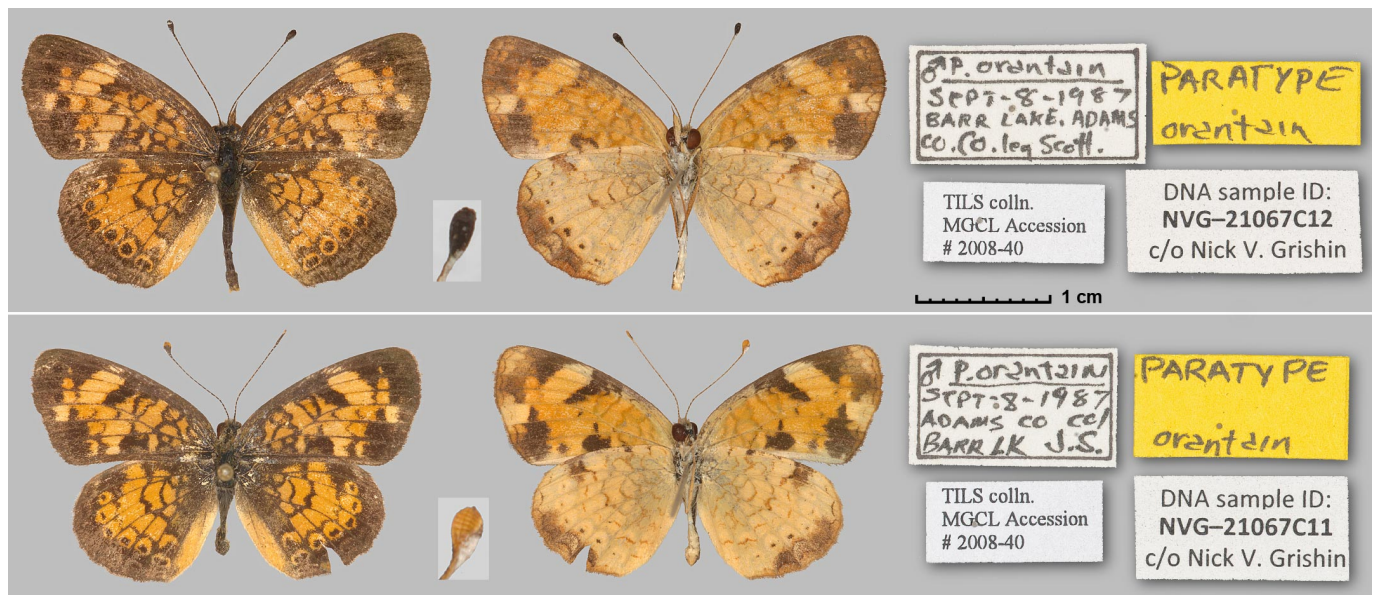 ♂ P. orantain
SEPT-8-1987
BARR LAKE, ADAMS
CO. CO. leg Scott.
PARATYPE
orantain
TILS colln.
MGCL Accession
# 2008-40
DNA sample ID:
NVG–21067C12
c/o Nick V. Grishin
1 cm
♂ P. orantain
SEPT-8-1987
ADAMS CO Col
BARR LK J.S.
PARATYPE
orantain
TILS colln.
MGCL Accession
# 2008-40
DNA sample ID:
NVG–21067C11
c/o Nick V. Grishin